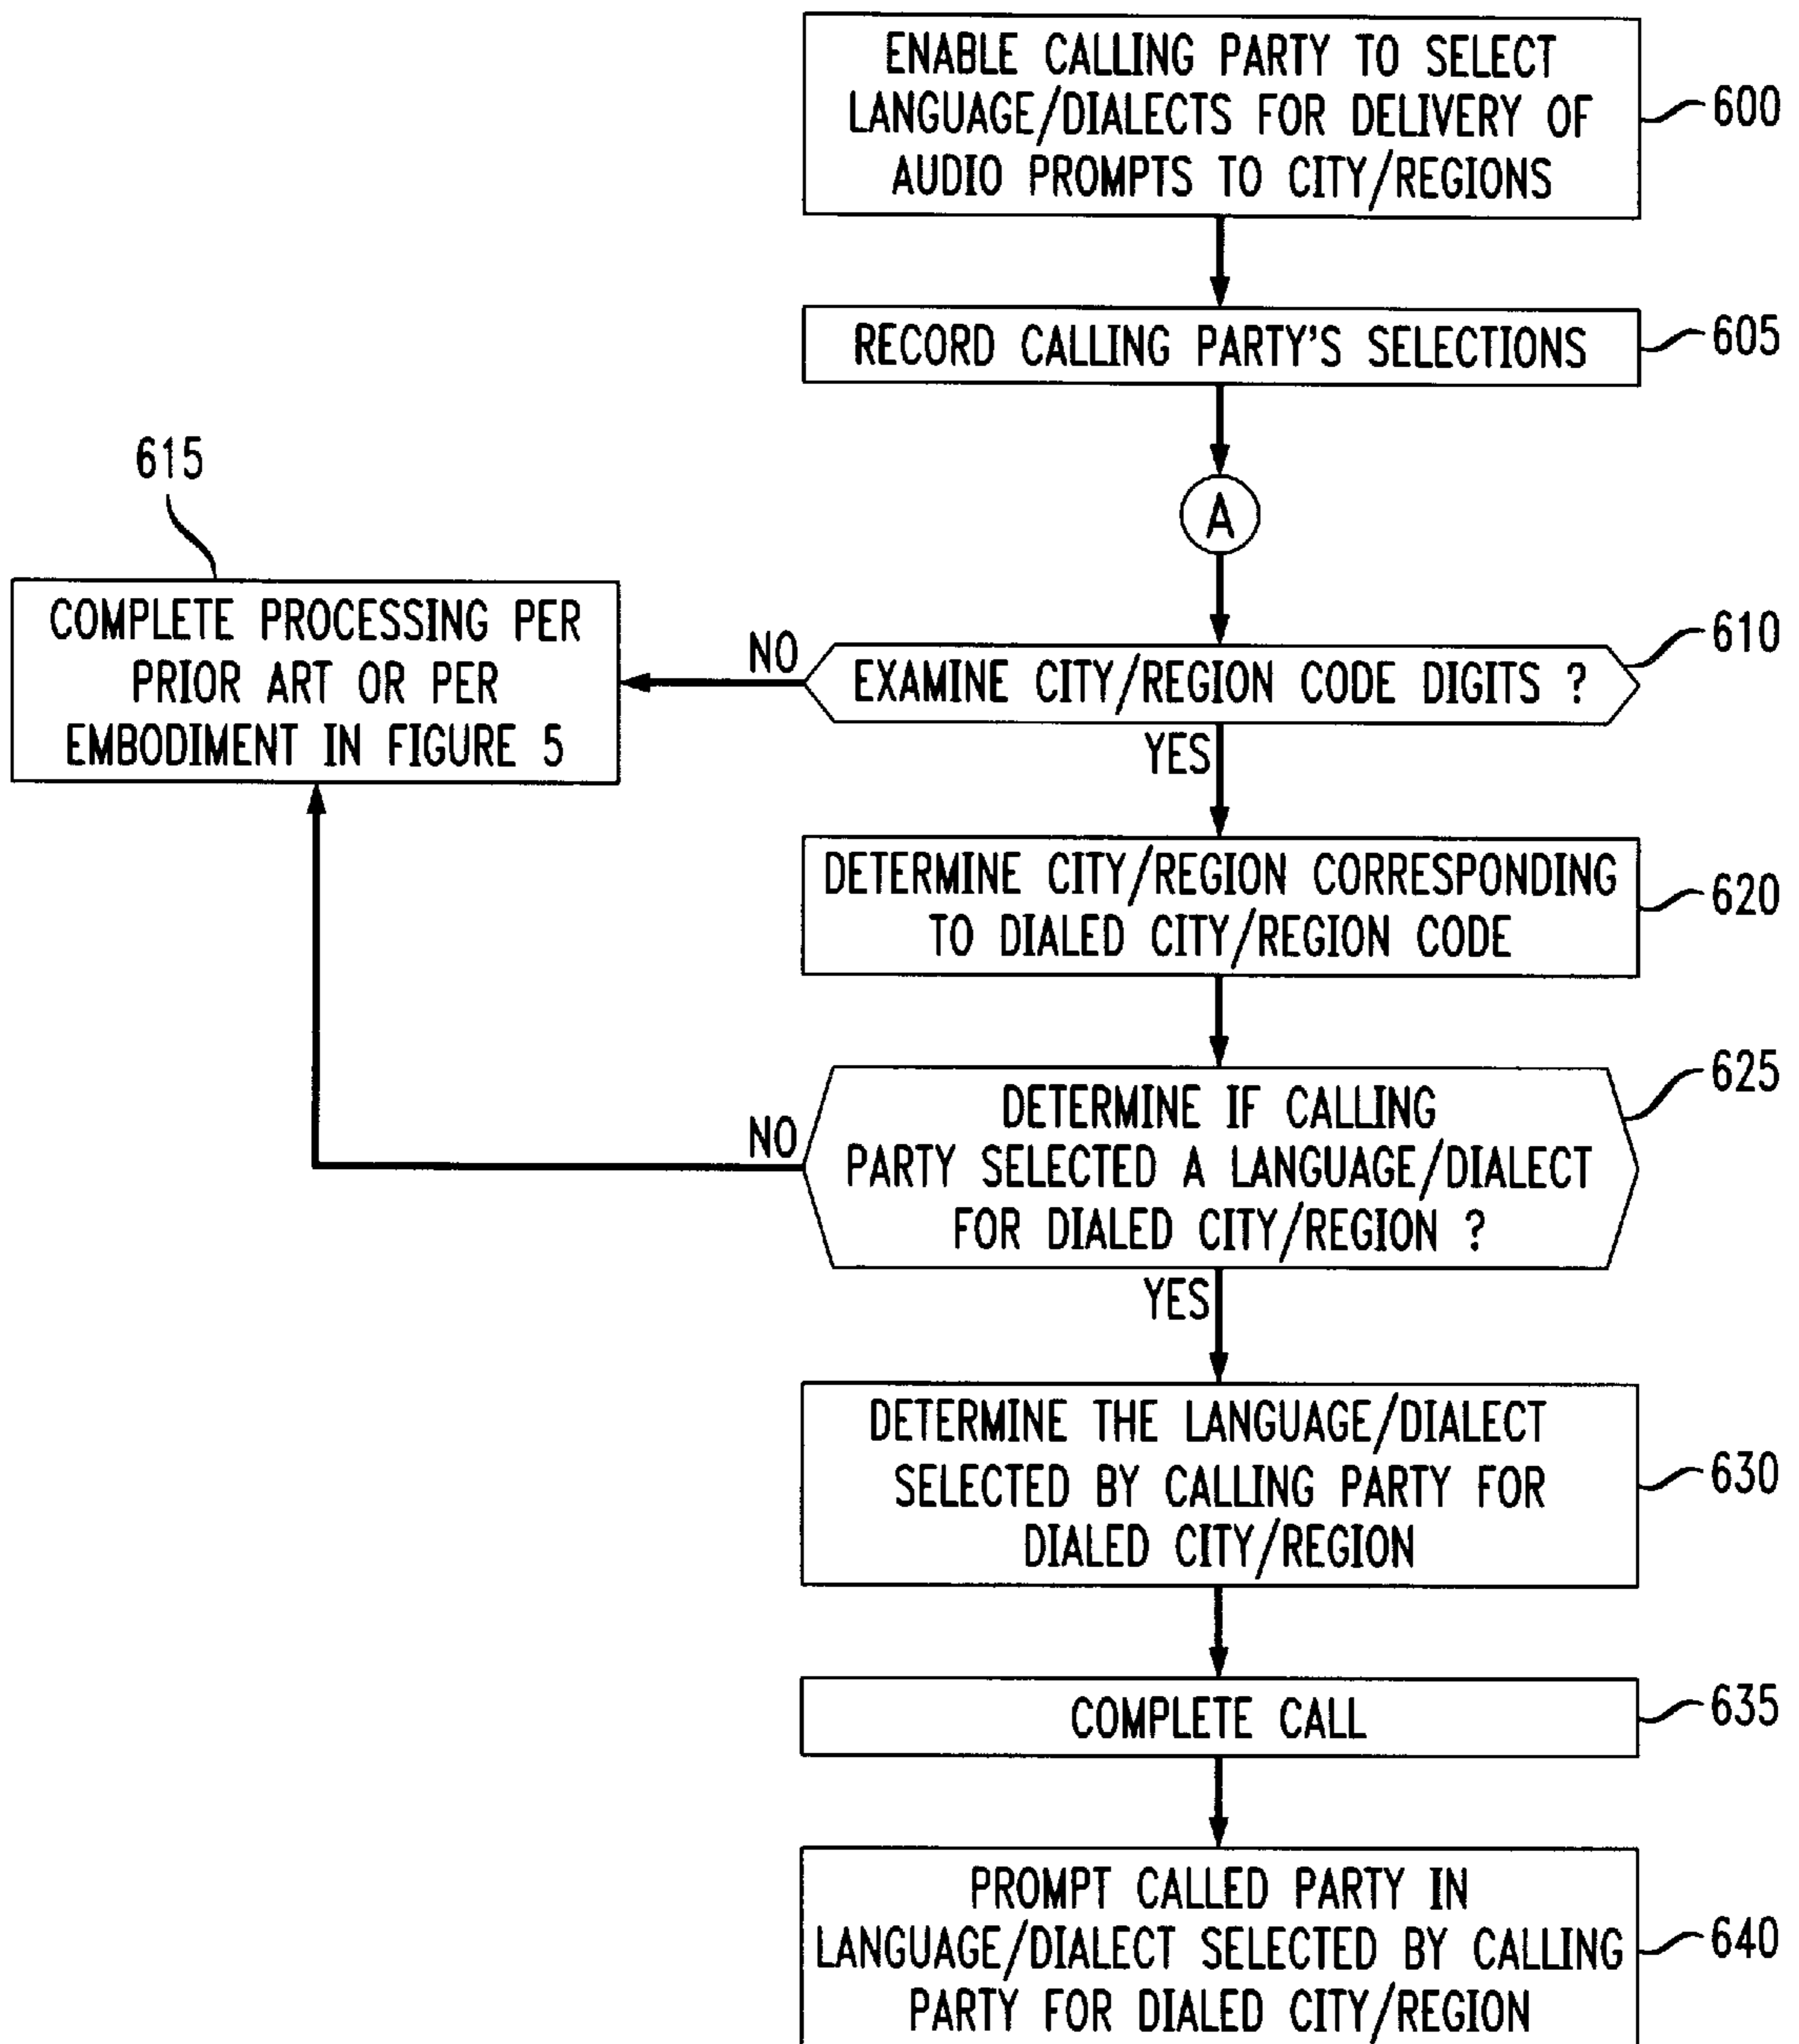 ENABLE CALLING PARTY TO SELECT
LANGUAGE/DIALECTS FOR DELIVERY OF
AUDIO PROMPTS TO CITY/REGIONS
600
RECORD CALLING PARTY'S SELECTIONS
605
A
615
COMPLETE PROCESSING PER
PRIOR ART OR PER
EMBODIMENT IN FIGURE 5
NO
EXAMINE CITY/REGION CODE DIGITS ?
610
YES
DETERMINE CITY/REGION CORRESPONDING
TO DIALED CITY/REGION CODE
620
DETERMINE IF CALLING
PARTY SELECTED A LANGUAGE/DIALECT
FOR DIALED CITY/REGION ?
625
NO
YES
DETERMINE THE LANGUAGE/DIALECT
SELECTED BY CALLING PARTY FOR
DIALED CITY/REGION
630
COMPLETE CALL
635
PROMPT CALLED PARTY IN
LANGUAGE/DIALECT SELECTED BY CALLING
PARTY FOR DIALED CITY/REGION
640